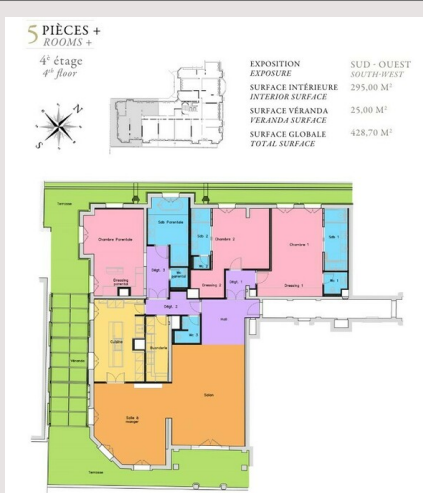 5 PIÈCES +
ROOMS +
4e étage
4th floor
EXPOSITION SUD - OUEST
EXPOSURE SOUTH-WEST
SURFACE INTÉRIEURE 295,00 M²
INTERIOR SURFACE
SURFACE VÉRANDA 25,00 M²
VERANDA SURFACE
SURFACE GLOBALE 428,70 M²
TOTAL SURFACE
N E
S O
Terrasse
Sdb Parentale
Chambre Parentale
Sdb 2
Chambre 2
Chambre 1
Sdb 1
Dégt. 3
Dressing parental
Dressing 2
Dégt. 1
Dressing 1
Dégt. 2
Hall
Cuisine
Buanderie
Véranda
Salle à manger
Salon
Terrasse